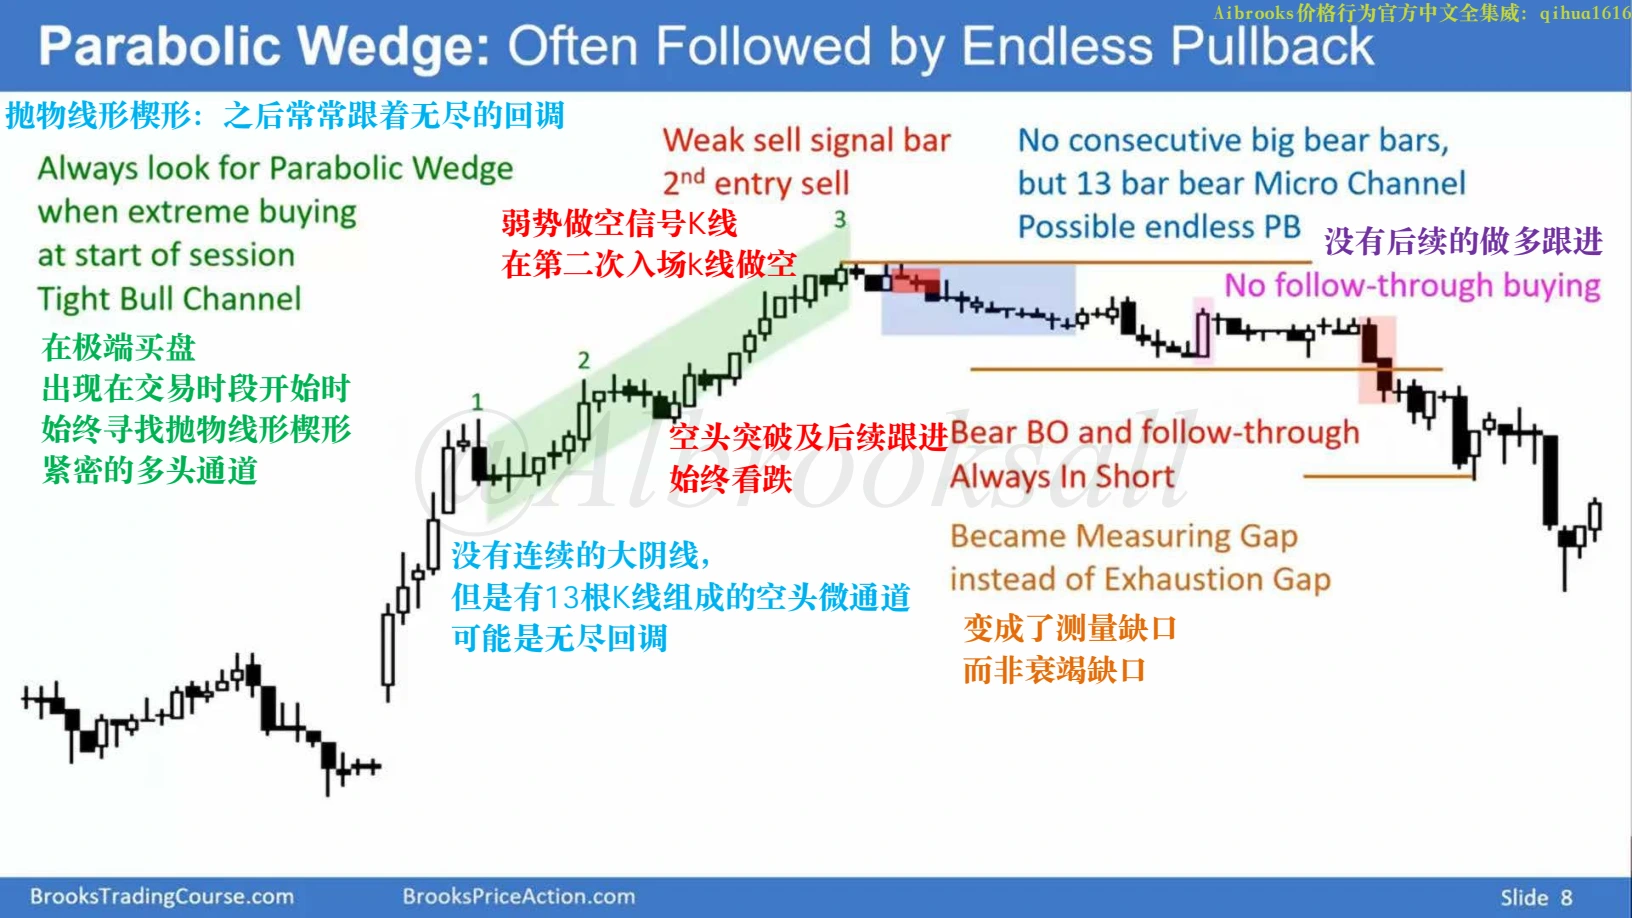 Aibrooks价格行为官方中文全集威: qihua1616
Parabolic Wedge: Often Followed by Endless Pullback
抛物线形楔形：之后常常跟着无尽的回调
Always look for Parabolic Wedge
when extreme buying
at start of session
Tight Bull Channel
在极端买盘
出现在交易时段开始时
始终寻找抛物线形楔形
紧密的多头通道
Weak sell signal bar
2nd entry sell
弱势做空信号K线
在第二次入场k线做空
No consecutive big bear bars,
but 13 bar bear Micro Channel
Possible endless PB
没有后续的做多跟进
No follow-through buying
1
2
3
空头突破及后续跟进
始终看跌
Bear BO and follow-through
Always In Short
没有连续的大阴线，
但是有13根K线组成的空头微通道
可能是无尽回调
Became Measuring Gap
instead of Exhaustion Gap
变成了测量缺口
而非衰竭缺口
@Albrooksall
BrooksTradingCourse.com
BrooksPriceAction.com
Slide 8